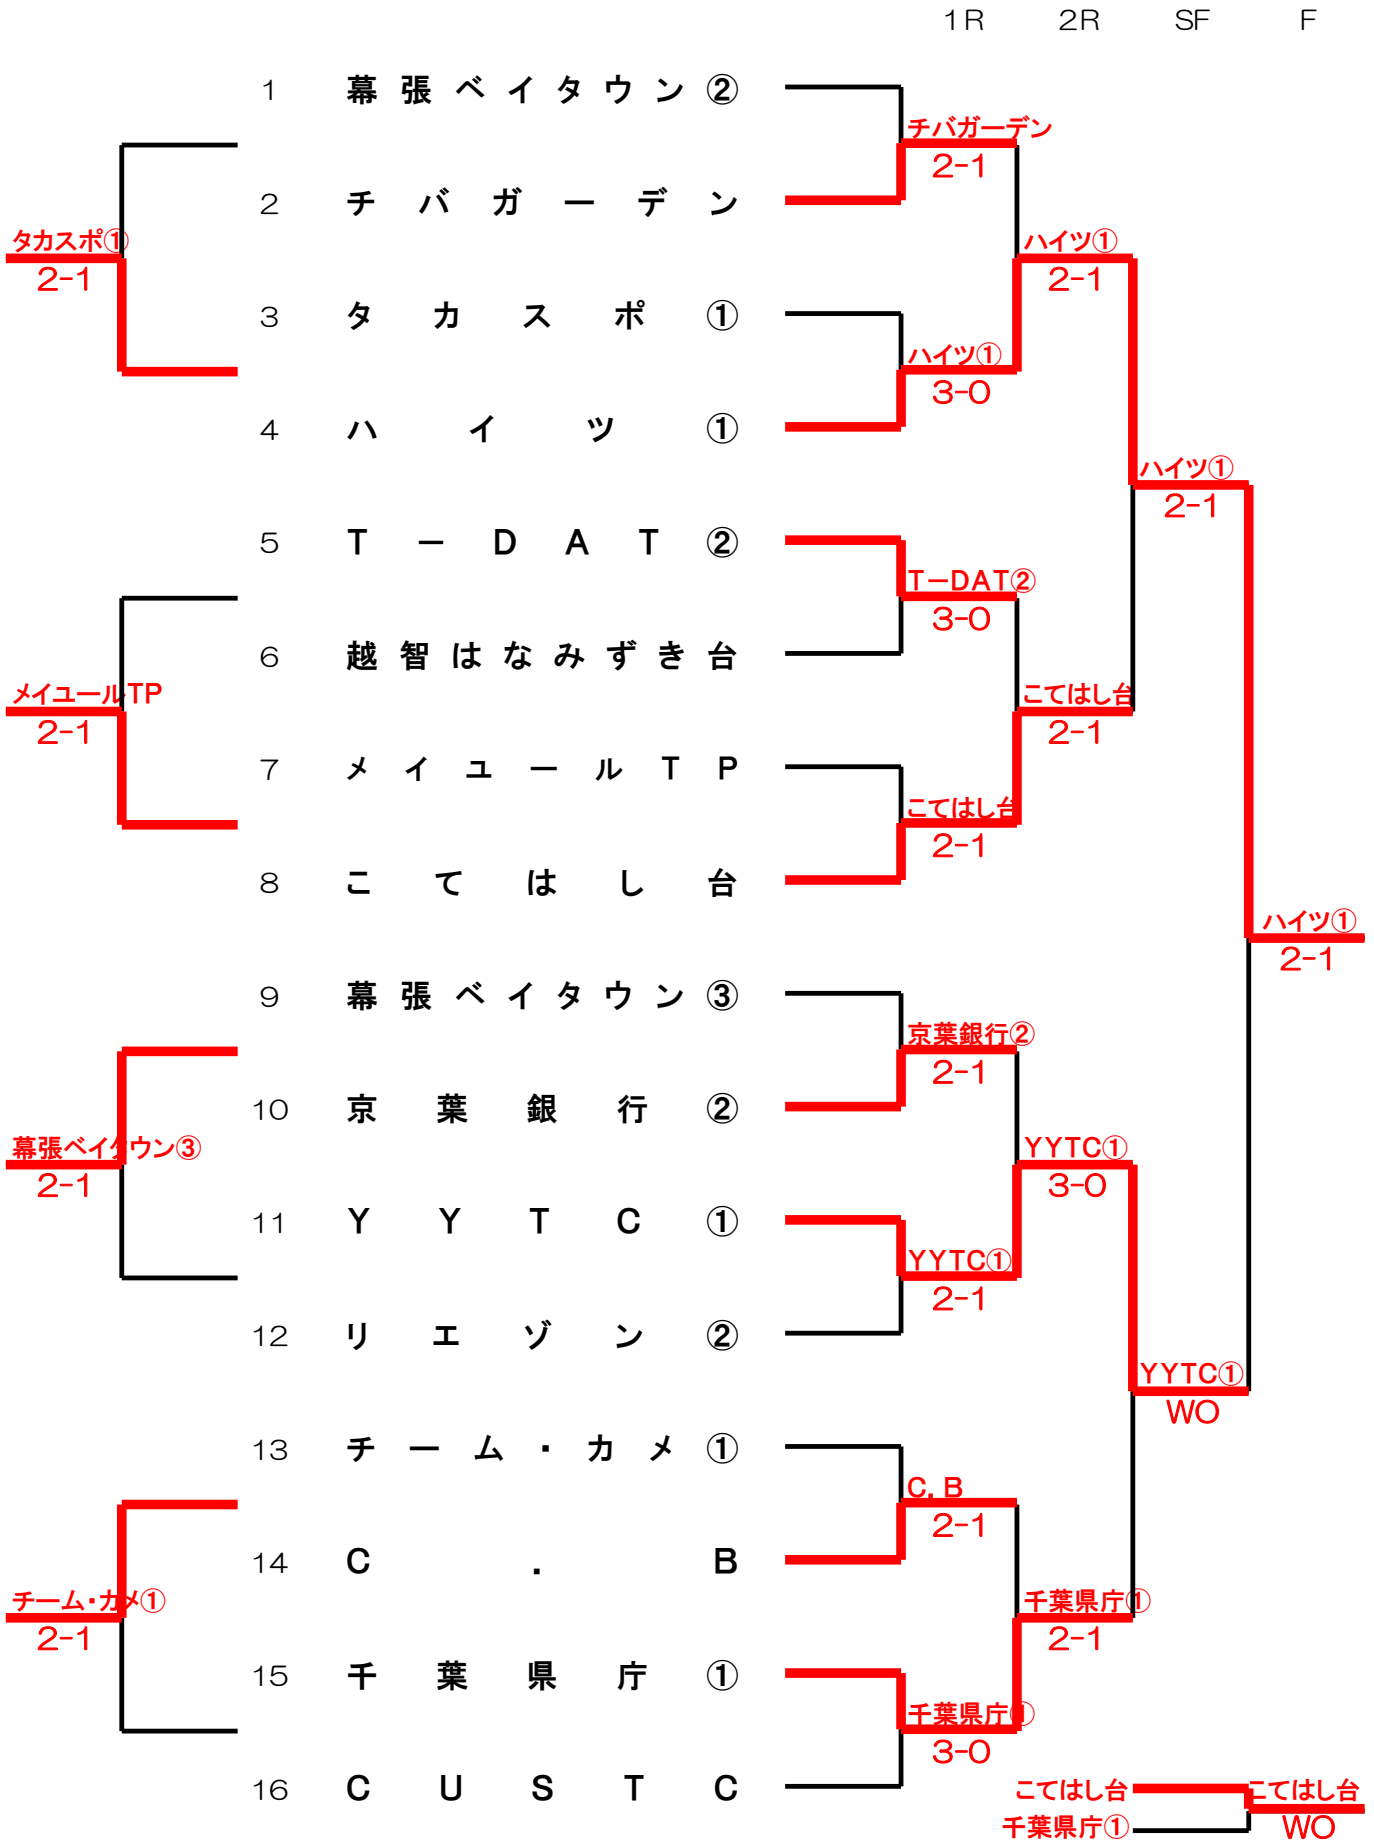 1R 2R SF F
1 幕張ベイタウン②
チバガーデン
2-1
2 チバガーデン
タカスポ① ハイツ①
2-1 2-1
3 タカスポ①
ハイツ①
3-0
4 ハイツ①
ハイツ①
2-1
5 T-DAT②
T-DAT②
3-0
6 越智はなみずき台
メイユールTP こてはし台
2-1 2-1
7 メイユールTP
こてはし台
2-1
8 こてはし台
ハイツ①
2-1
9 幕張ベイタウン③
京葉銀行②
2-1
10 京葉銀行②
幕張ベイタウン③ YYTC①
2-1 3-0
11 YYTC①
YYTC①
2-1
12 リエゾン②
YYTC①
WO
13 チーム・カメ①
C.B
2-1
14 C.B
チーム・カメ① 千葉県庁①
2-1 2-1
15 千葉県庁①
千葉県庁①
3-0
16 CUSTC
こてはし台 こてはし台
千葉県庁① WO